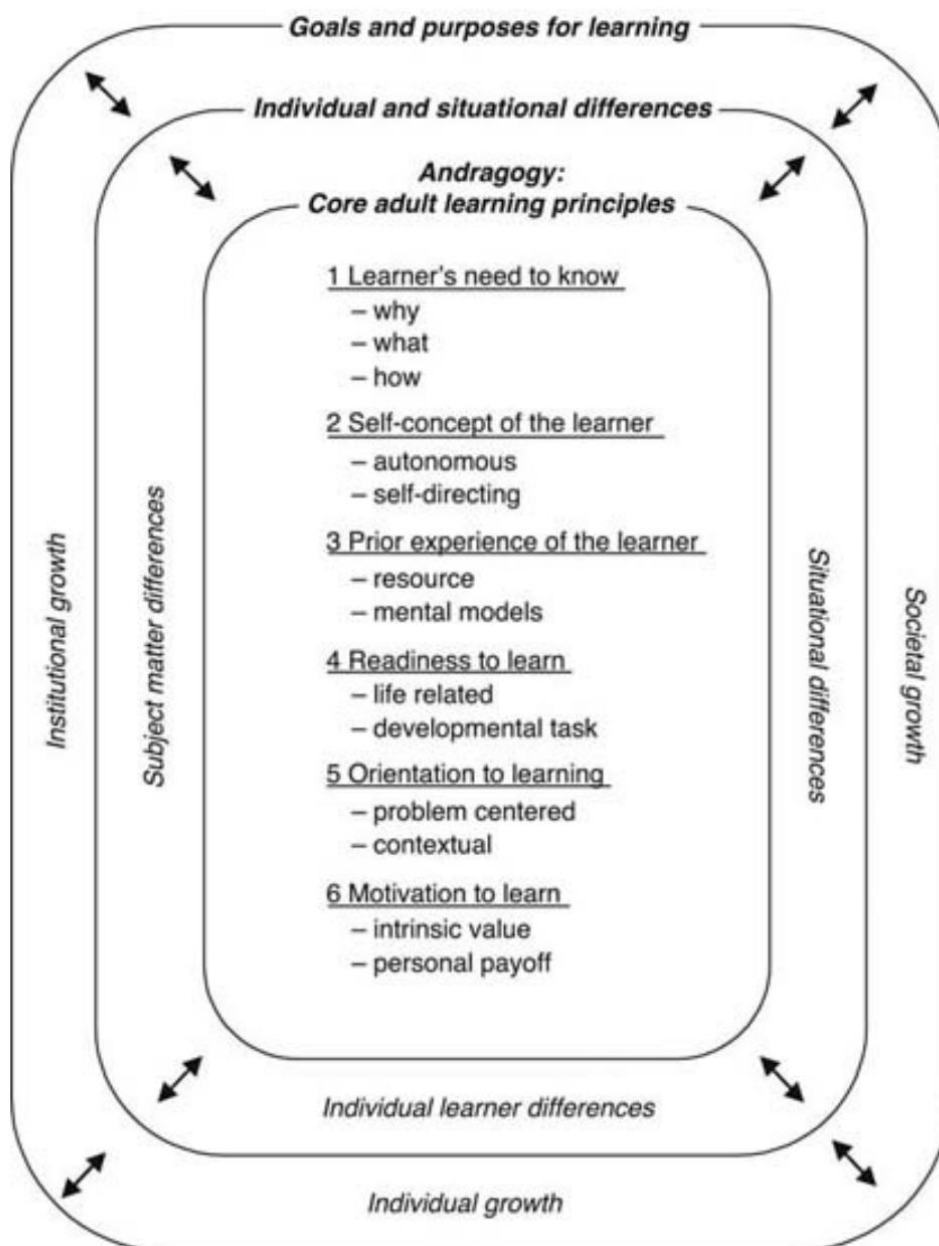 Goals and purposes for learning
Individual and situational differences
Andragogy:
Core adult learning principles
1 Learner's need to know
– why
– what
– how
2 Self-concept of the learner
– autonomous
– self-directing
3 Prior experience of the learner
– resource
– mental models
4 Readiness to learn
– life related
– developmental task
5 Orientation to learning
– problem centered
– contextual
6 Motivation to learn
– intrinsic value
– personal payoff
Institutional growth
Subject matter differences
Situational differences
Societal growth
Individual learner differences
Individual growth